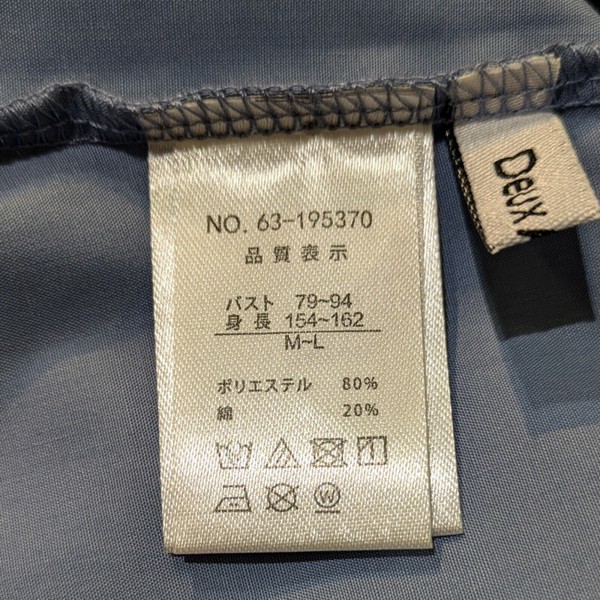 NO. 63-195370
品質表示
バスト 79~94
身長 154~162
M~L
ポリエステル 80%
綿 20%
W
Deux